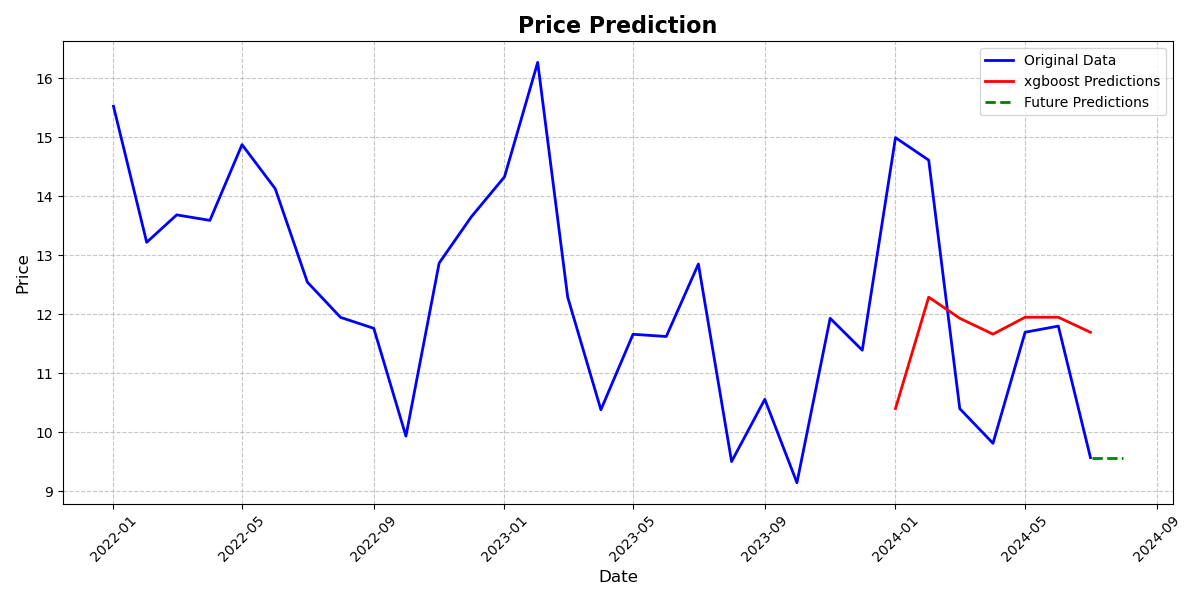 Price Prediction
Original Data
xgboost Predictions
Future Predictions
Price
16
15
14
13
12
11
10
9
2022-01
2022-05
2022-09
2023-01
2023-05
2023-09
2024-01
2024-05
2024-09
Date